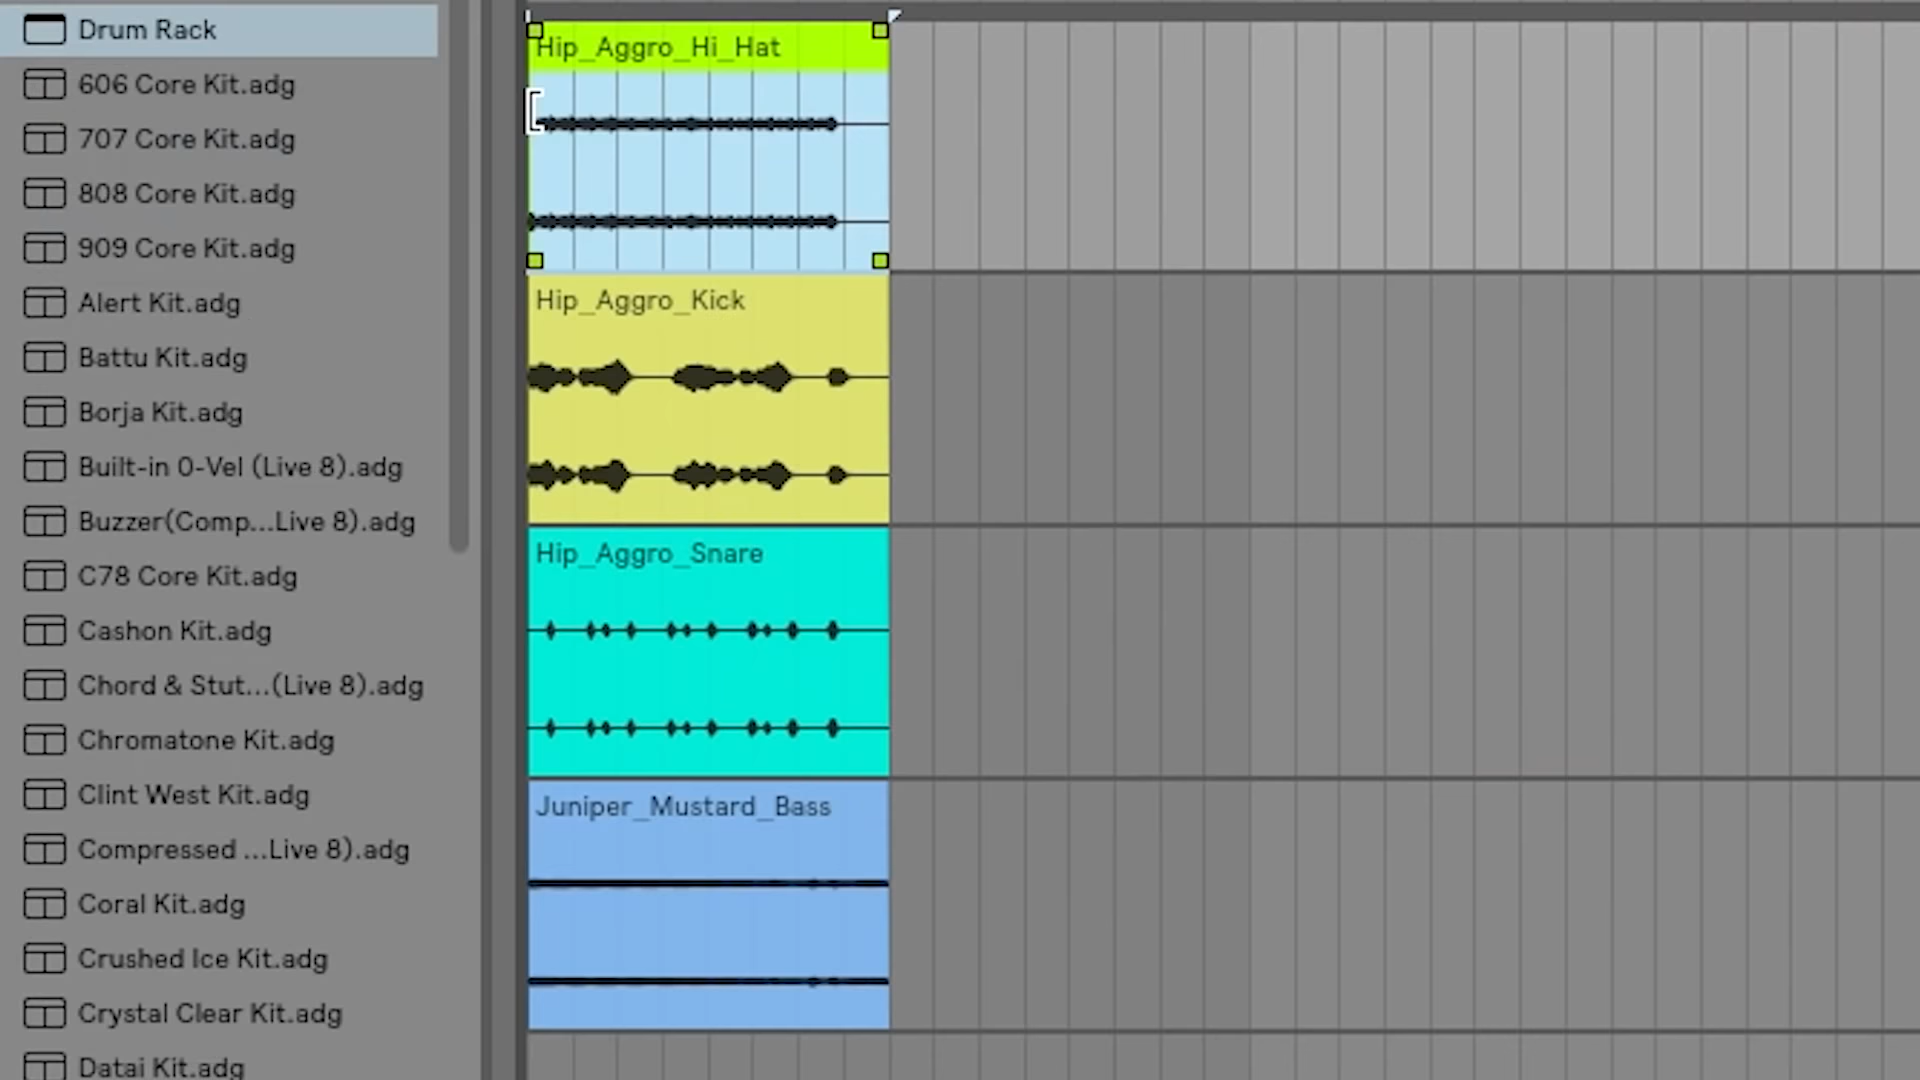 Drum Rack
606 Core Kit.adg
707 Core Kit.adg
808 Core Kit.adg
909 Core Kit.adg
Alert Kit.adg
Battu Kit.adg
Borja Kit.adg
Built-in 0-Vel (Live 8).adg
Buzzer(Comp...Live 8).adg
C78 Core Kit.adg
Cashon Kit.adg
Chord & Stut...(Live 8).adg
Chromatone Kit.adg
Clint West Kit.adg
Compressed ...Live 8).adg
Coral Kit.adg
Crushed Ice Kit.adg
Crystal Clear Kit.adg
Datai Kit.adg
Hip_Aggro_Hi_Hat
Hip_Aggro_Kick
Hip_Aggro_Snare
Juniper_Mustard_Bass